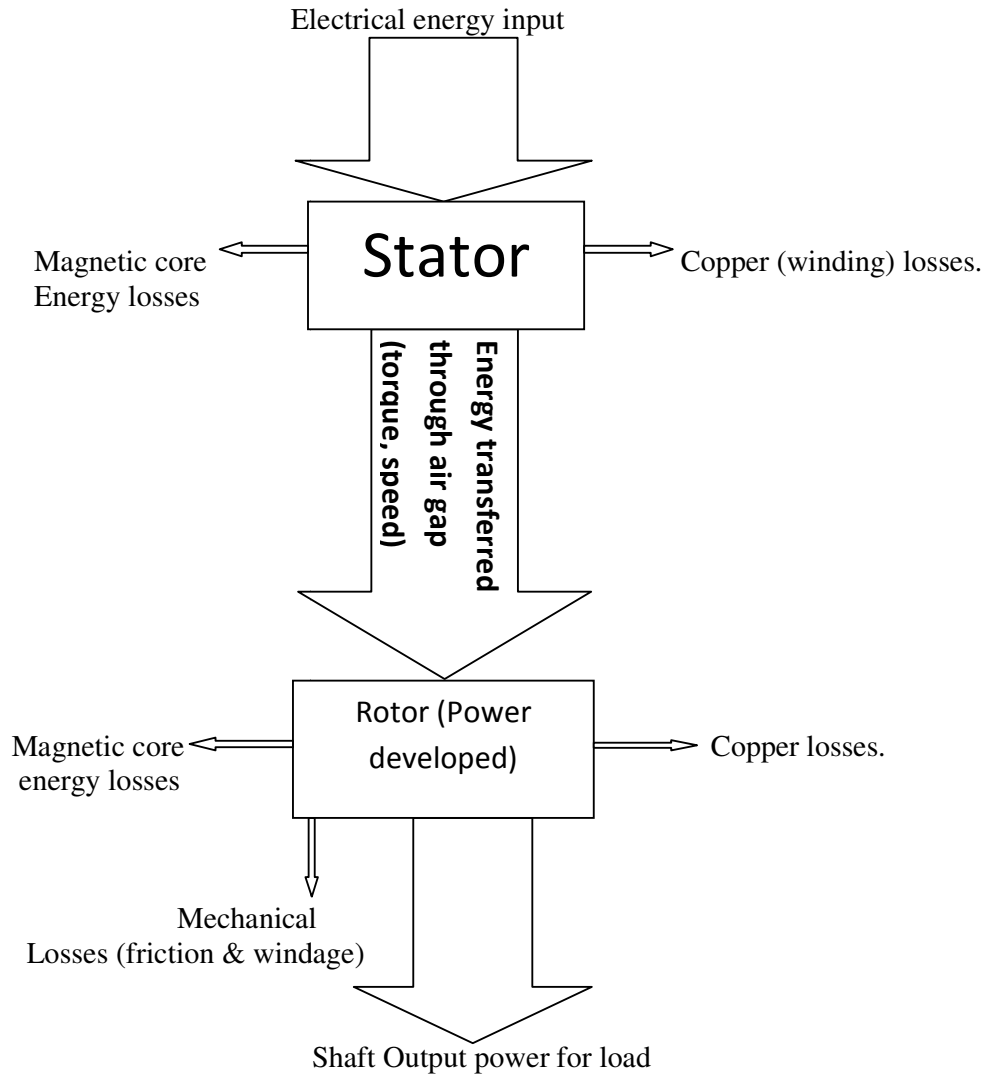 Electrical energy input
Stator
Magnetic core
Energy losses
Copper (winding) losses.
Energy transferred
through air gap
(torque, speed)
Rotor (Power
developed)
Magnetic core
energy losses
Copper losses.
Mechanical
Losses (friction & windage)
Shaft Output power for load